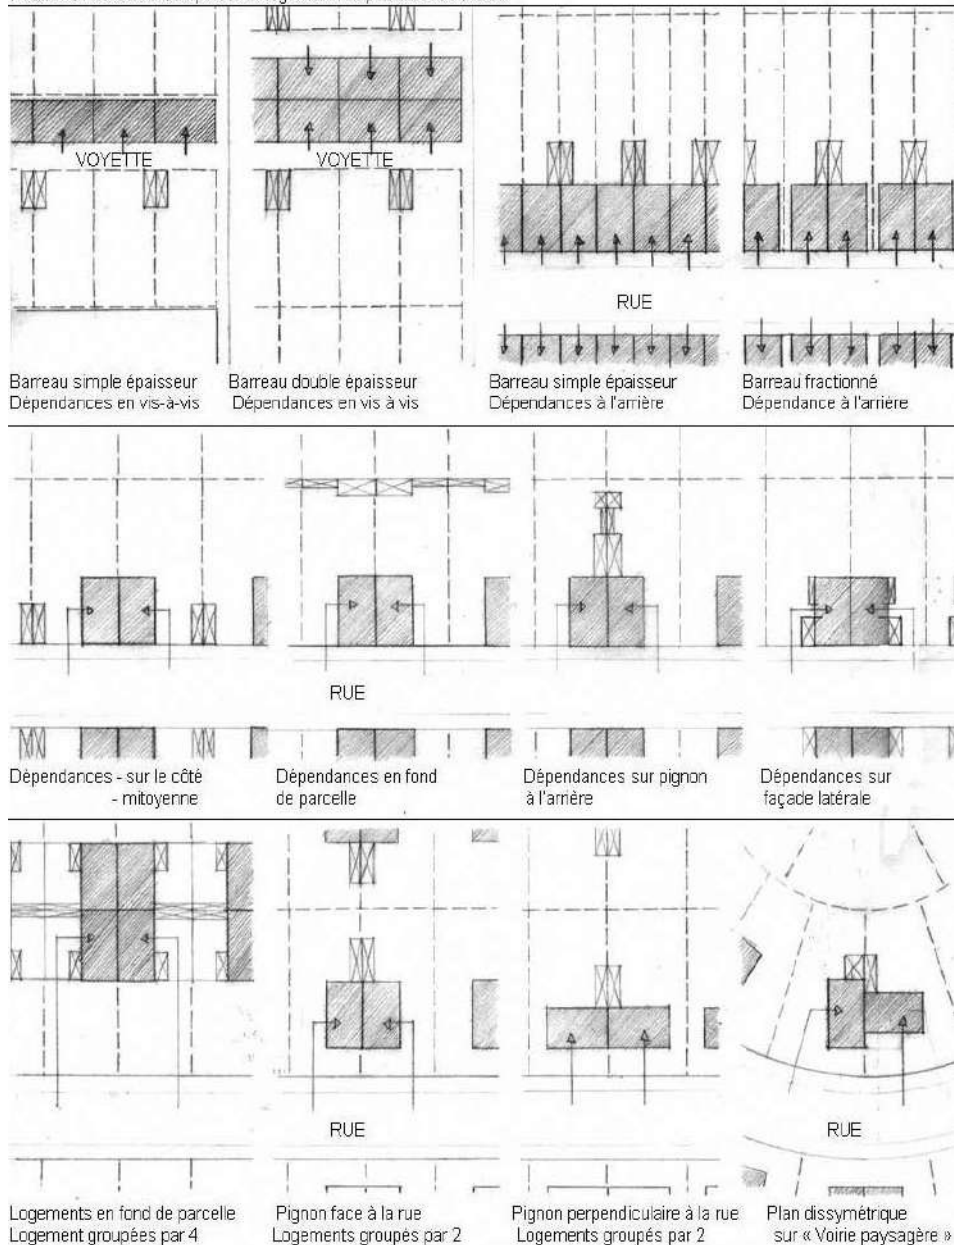 VOYETTE
VOYETTE
RUE
Barreau simple épaisseur
Dépendances en vis-à-vis
Barreau double épaisseur
Dépendances en vis à vis
Barreau simple épaisseur
Dépendances à l'arrière
Barreau fractionné
Dépendance à l'arrière
RUE
Dépendances - sur le côté
- mitoyenne
Dépendances en fond
de parcelle
Dépendances sur pignon
à l'arrière
Dépendances sur
façade latérale
RUE
RUE
Logements en fond de parcelle
Logement groupées par 4
Pignon face à la rue
Logements groupés par 2
Pignon perpendiculaire à la rue
Logements groupés par 2
Plan dissymétrique
sur « Voirie paysagère »